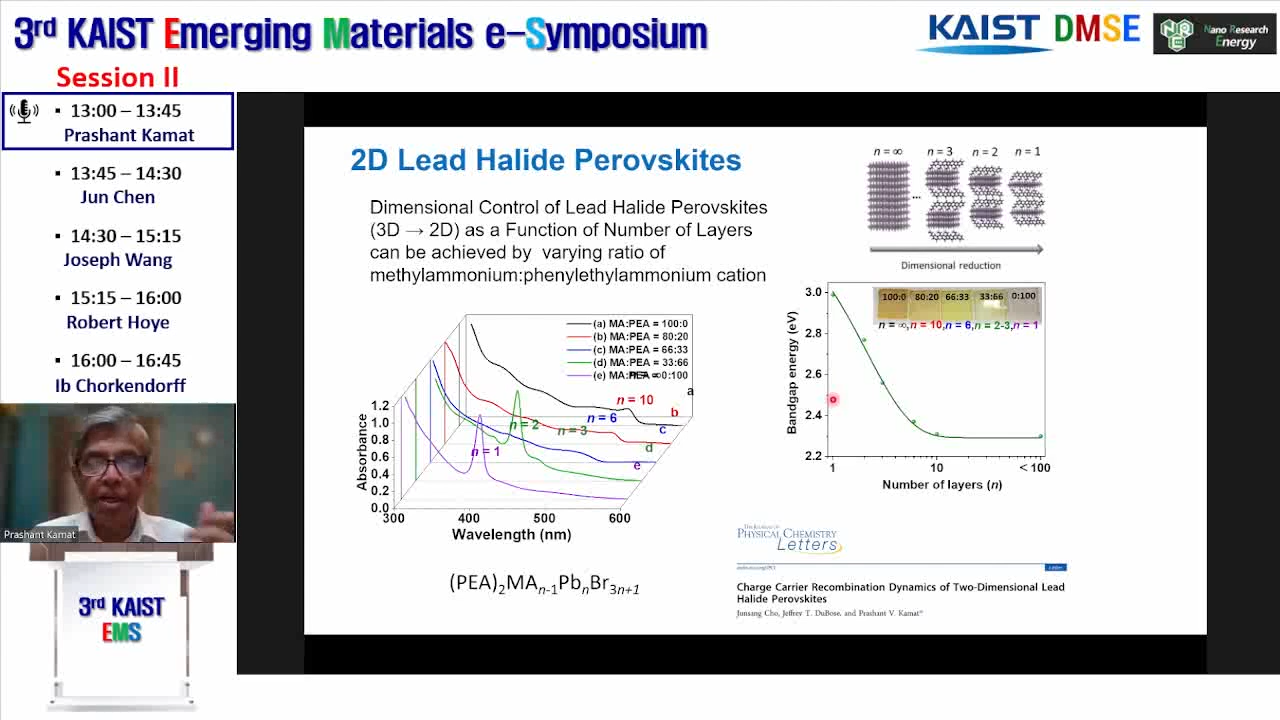 3rd KAIST Emerging Materials e-Symposium
KAIST DMSE
Nano Research
Energy
NRE
Session II
▪ 13:00 – 13:45
Prashant Kamat
▪ 13:45 – 14:30
Jun Chen
▪ 14:30 – 15:15
Joseph Wang
▪ 15:15 – 16:00
Robert Hoye
▪ 16:00 – 16:45
Ib Chorkendorff
Prashant Kamat
3rd KAIST
EMS
2D Lead Halide Perovskites
Dimensional Control of Lead Halide Perovskites
(3D → 2D) as a Function of Number of Layers
can be achieved by varying ratio of
methylammonium:phenylethylammonium cation
(a) MA:PEA = 100:0
(b) MA:PEA = 80:20
(c) MA:PEA = 66:33
(d) MA:PEA = 33:66
(e) MA:PEA = 0:100
a
n = 10
b
n = 6
c
n = 2
n = 3
d
n = 1
e
1.2
1.0
0.8
0.6
0.4
0.2
0.0
Absorbance
300
400
500
600
Wavelength (nm)
(PEA)2MAn-1PbnBr3n+1
n = ∞
n = 3
n = 2
n = 1
...
Dimensional reduction
100:0 80:20 66:33 33:66 0:100
n = ∞, n = 10, n = 6, n = 2-3, n = 1
3.0
2.8
2.6
2.4
2.2
Bandgap energy (eV)
1
10
< 100
Number of layers (n)
THE JOURNAL OF
PHYSICAL CHEMISTRY
Letters
Letter
Charge Carrier Recombination Dynamics of Two-Dimensional Lead
Halide Perovskites
Junsang Cho, Jeffrey T. DuBose, and Prashant V. Kamat*